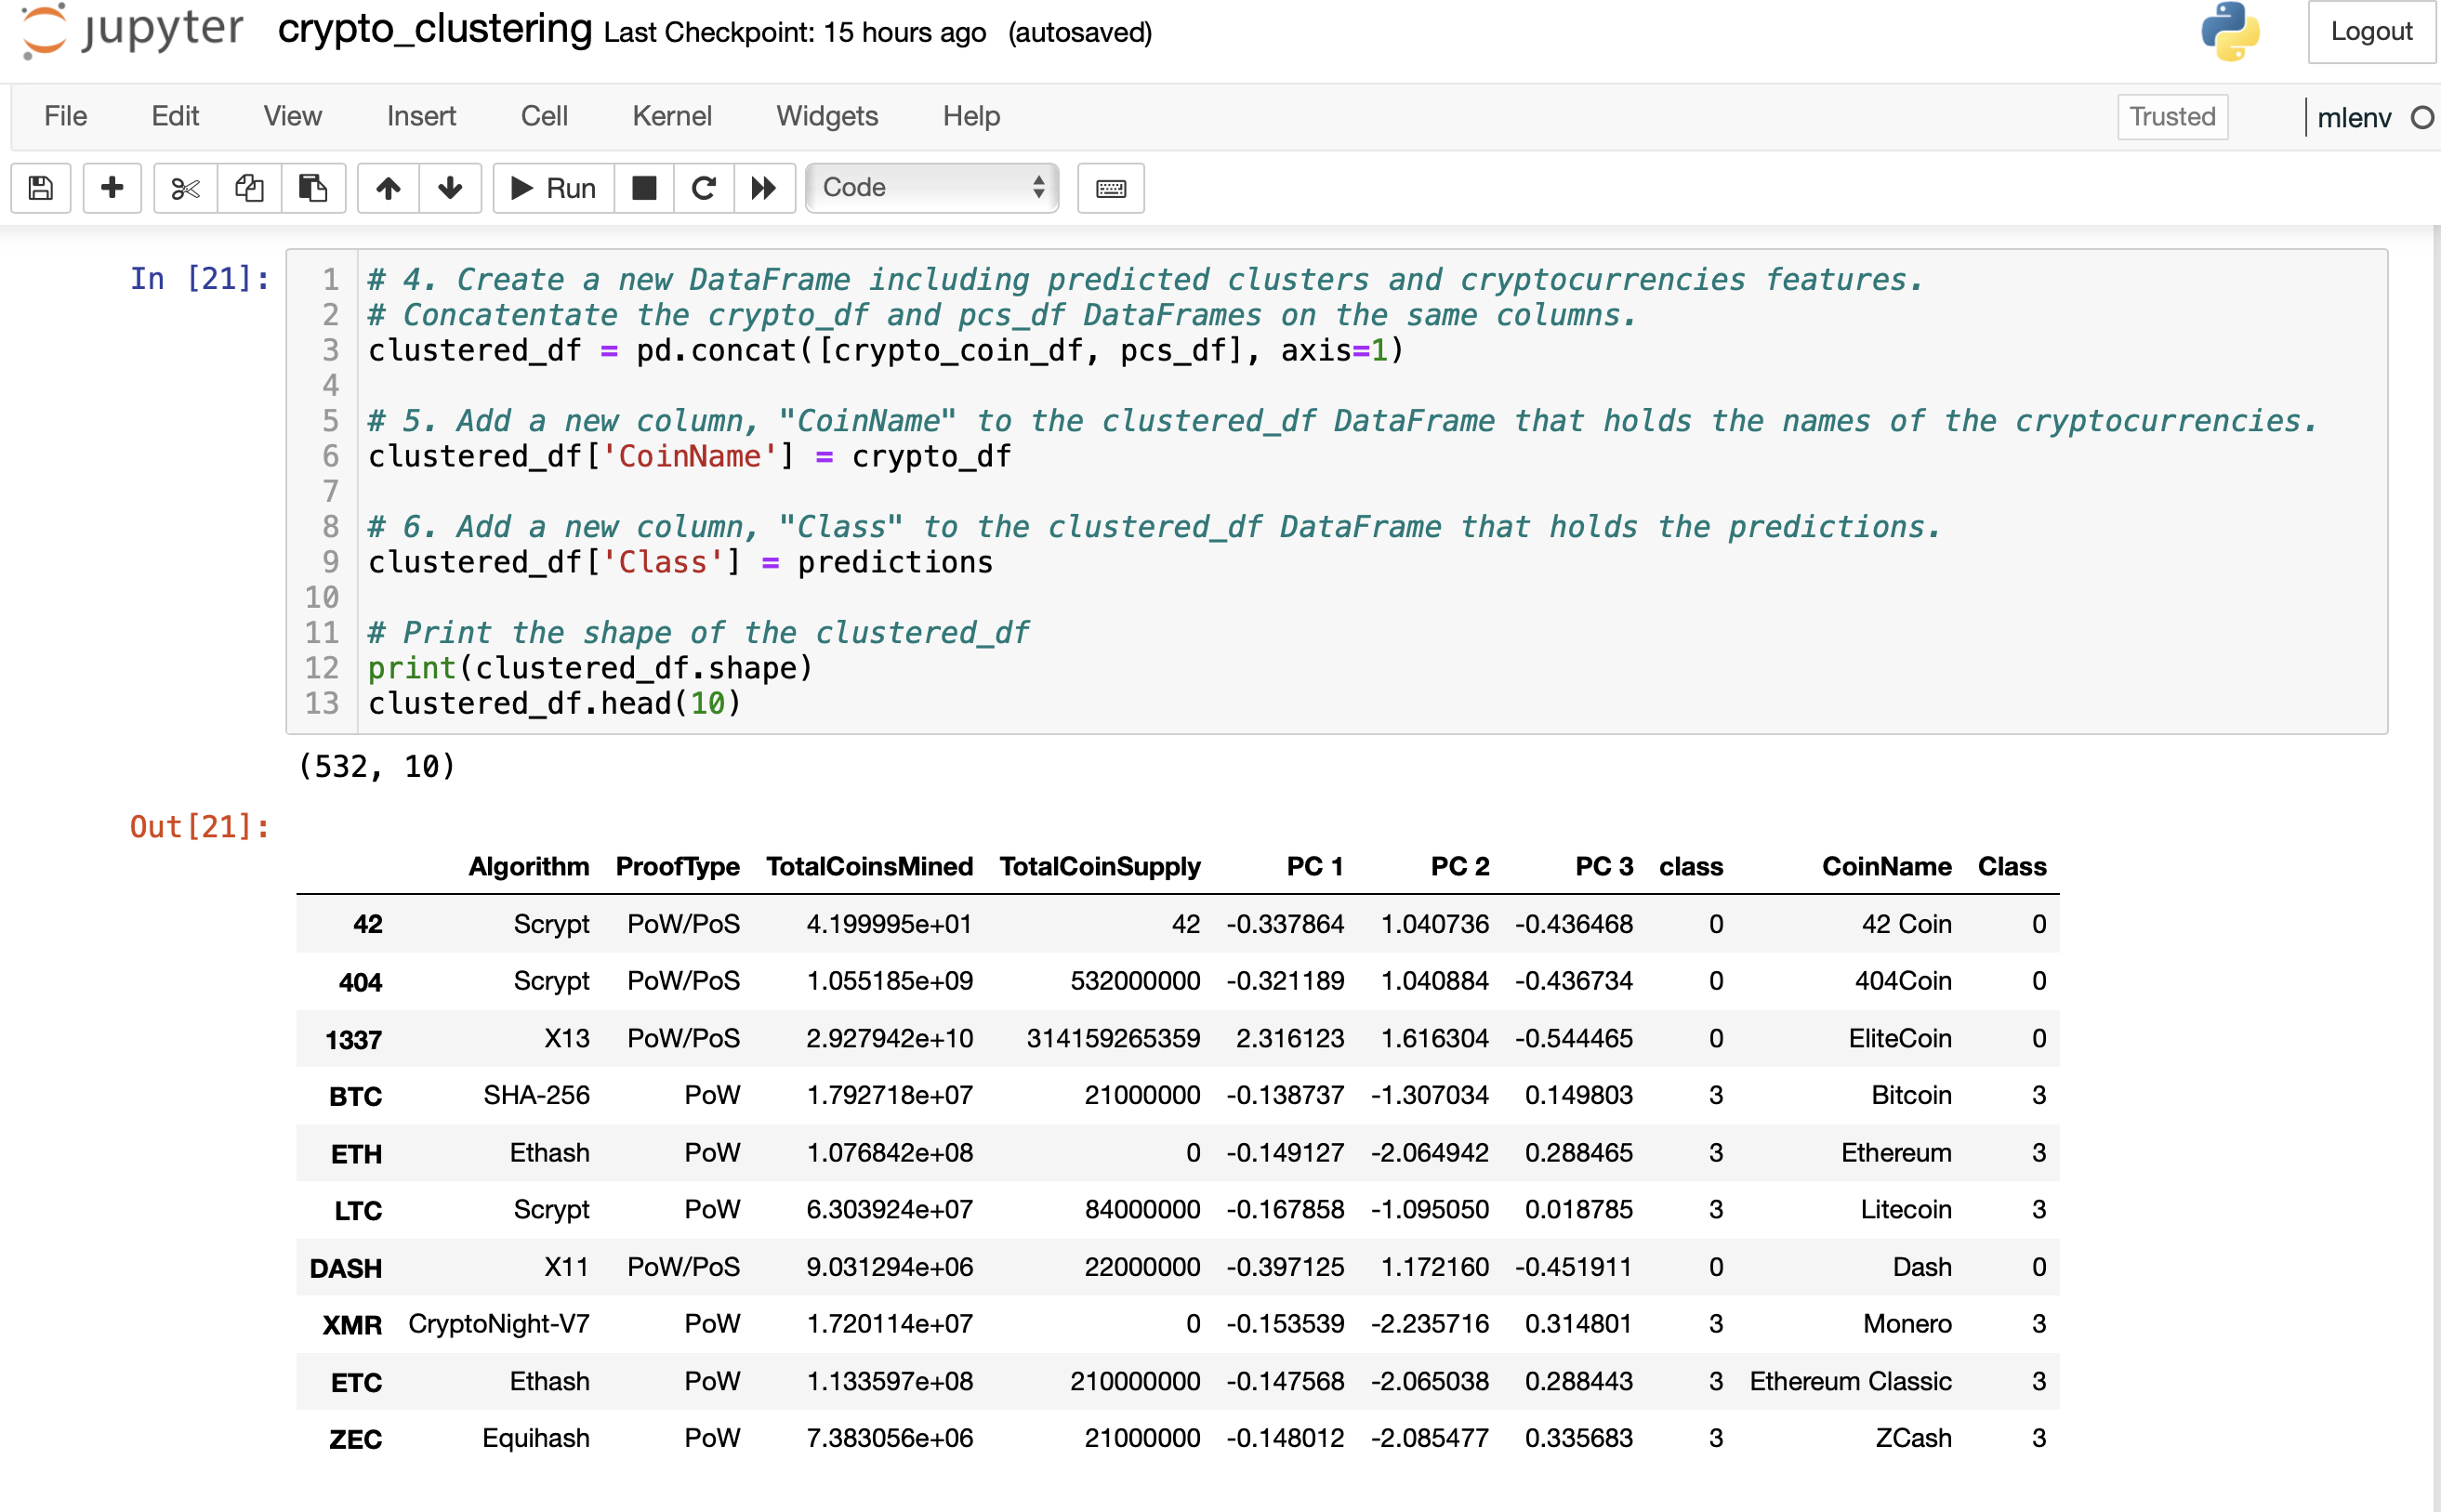 jupyter crypto_clustering Last Checkpoint: 15 hours ago (autosaved) Logout
File Edit View Insert Cell Kernel Widgets Help Trusted mlenv
Run Code
In [21]:
1 # 4. Create a new DataFrame including predicted clusters and cryptocurrencies features.
2 # Concatentate the crypto_df and pcs_df DataFrames on the same columns.
3 clustered_df = pd.concat([crypto_coin_df, pcs_df], axis=1)
4
5 # 5. Add a new column, "CoinName" to the clustered_df DataFrame that holds the names of the cryptocurrencies.
6 clustered_df['CoinName'] = crypto_df
7
8 # 6. Add a new column, "Class" to the clustered_df DataFrame that holds the predictions.
9 clustered_df['Class'] = predictions
10
11 # Print the shape of the clustered_df
12 print(clustered_df.shape)
13 clustered_df.head(10)
(532, 10)
Out[21]:
Algorithm ProofType TotalCoinsMined TotalCoinSupply PC 1 PC 2 PC 3 class CoinName Class
42 Scrypt PoW/PoS 4.199995e+01 42 -0.337864 1.040736 -0.436468 0 42 Coin 0
404 Scrypt PoW/PoS 1.055185e+09 532000000 -0.321189 1.040884 -0.436734 0 404Coin 0
1337 X13 PoW/PoS 2.927942e+10 314159265359 2.316123 1.616304 -0.544465 0 EliteCoin 0
BTC SHA-256 PoW 1.792718e+07 21000000 -0.138737 -1.307034 0.149803 3 Bitcoin 3
ETH Ethash PoW 1.076842e+08 0 -0.149127 -2.064942 0.288465 3 Ethereum 3
LTC Scrypt PoW 6.303924e+07 84000000 -0.167858 -1.095050 0.018785 3 Litecoin 3
DASH X11 PoW/PoS 9.031294e+06 22000000 -0.397125 1.172160 -0.451911 0 Dash 0
XMR CryptoNight-V7 PoW 1.720114e+07 0 -0.153539 -2.235716 0.314801 3 Monero 3
ETC Ethash PoW 1.133597e+08 210000000 -0.147568 -2.065038 0.288443 3 Ethereum Classic 3
ZEC Equihash PoW 7.383056e+06 21000000 -0.148012 -2.085477 0.335683 3 ZCash 3